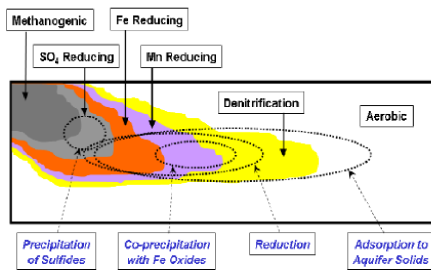 Methanogenic
Fe Reducing
SO₄ Reducing
Mn Reducing
Denitrification
Aerobic
Precipitation
of Sulfides
Co-precipitation
with Fe Oxides
Reduction
Adsorption to
Aquifer Solids